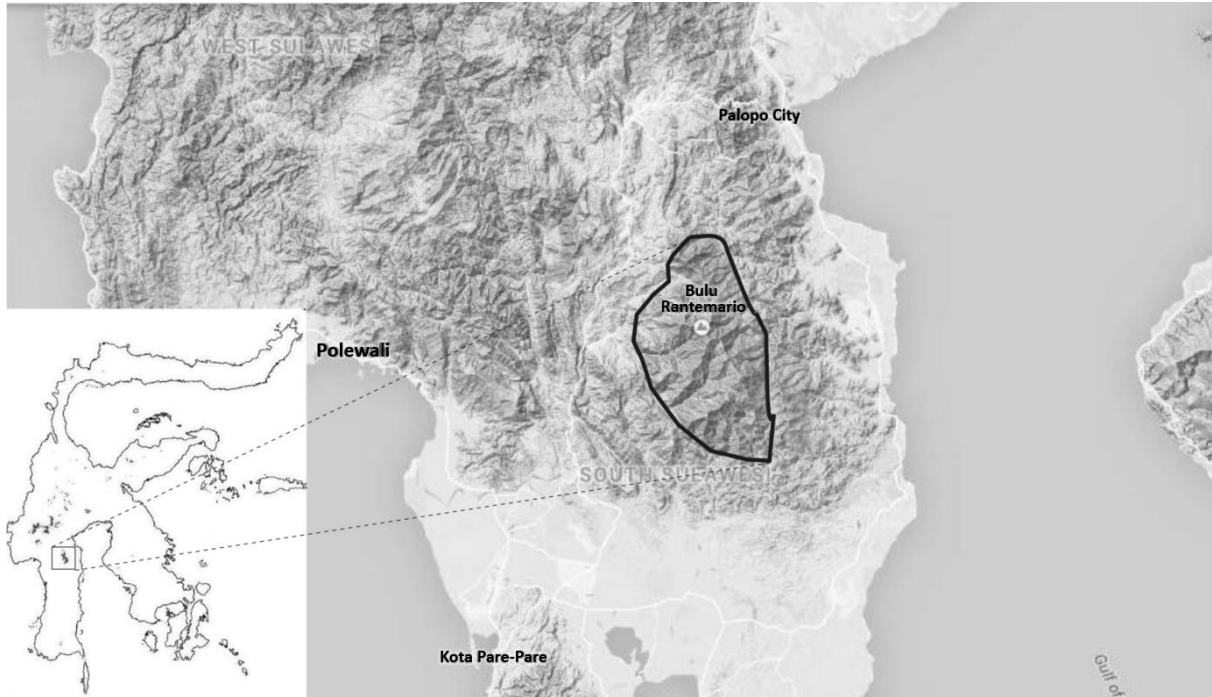 WEST SULAWESI
Palopo City
Bulu
Rantemario
Polewali
SOUTH SULAWESI
Kota Pare-Pare
Gulf of